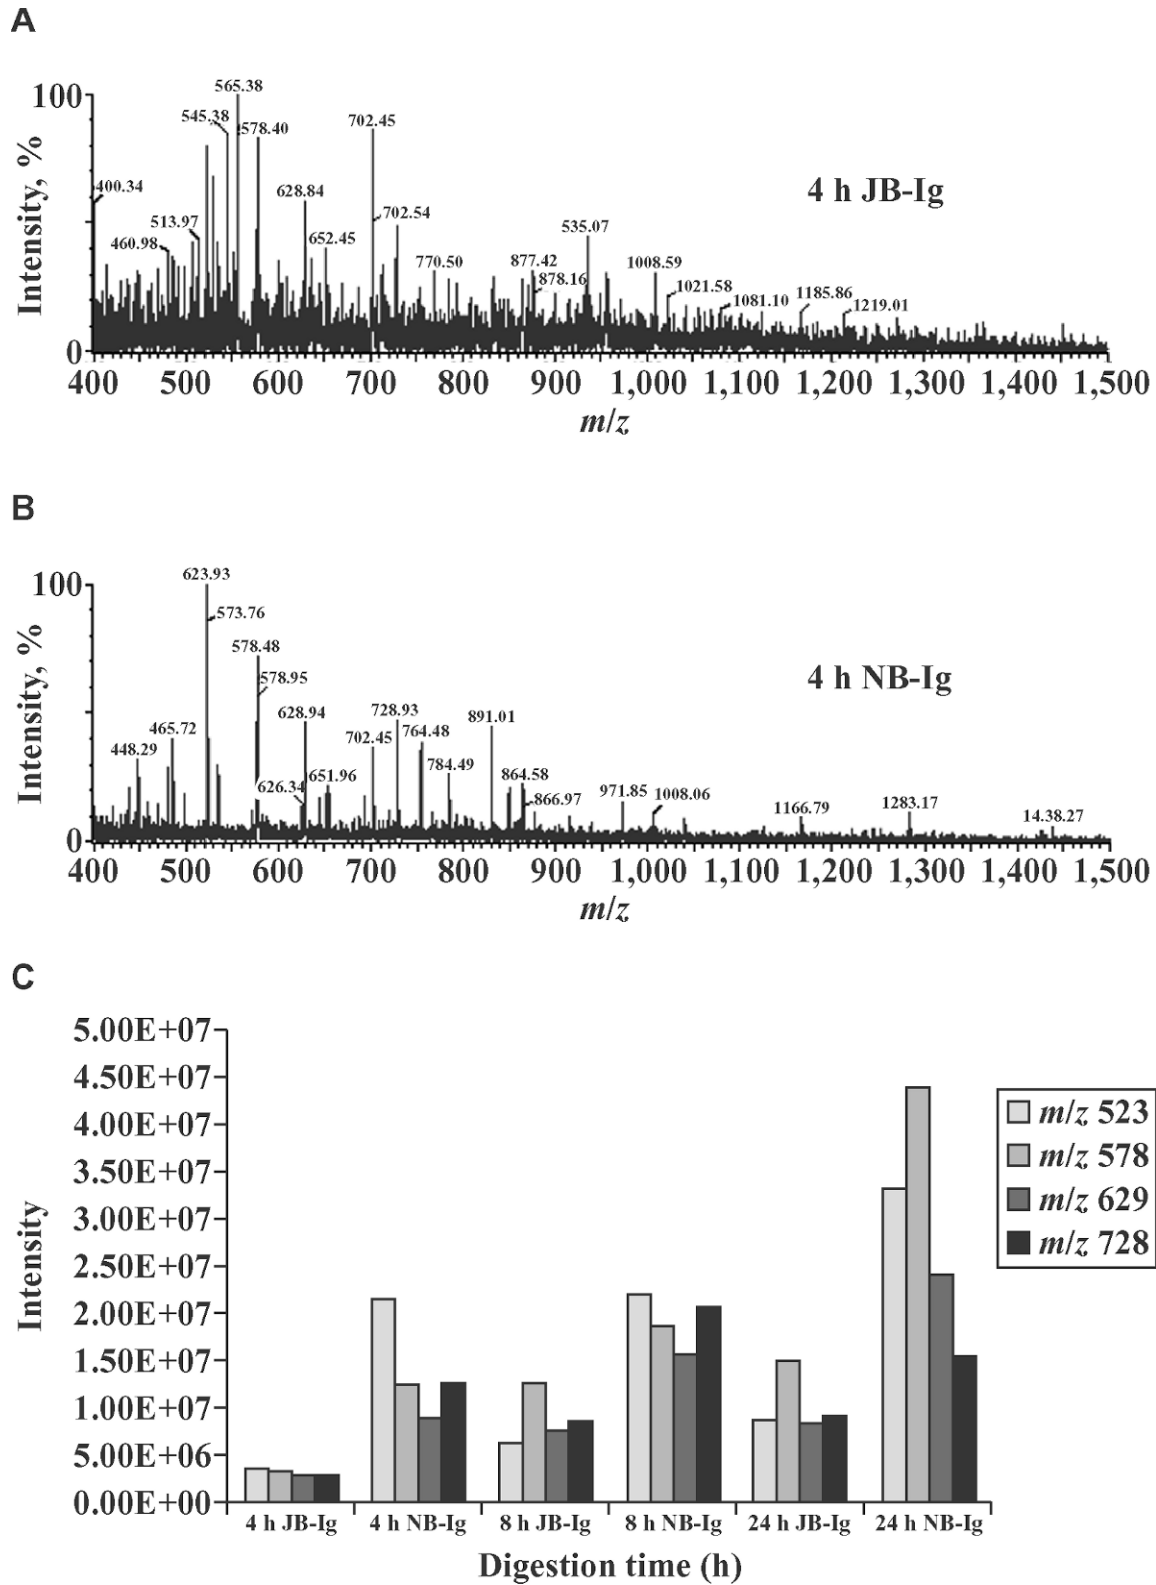 A
Intensity, %
100
0
565.38
545.38
578.40
702.45
400.34
628.84
702.54
513.97
460.98
652.45
770.50
877.42
878.16
535.07
1008.59
1021.58
1081.10
1185.86
1219.01
4 h JB-Ig
400 500 600 700 800 900 1,000 1,100 1,200 1,300 1,400 1,500
m/z
B
Intensity, %
100
0
623.93
573.76
578.48
578.95
628.94
728.93
891.01
465.72
448.29
702.45
764.48
626.34
651.96
784.49
864.58
866.97
971.85
1008.06
1166.79
1283.17
14.38.27
4 h NB-Ig
400 500 600 700 800 900 1,000 1,100 1,200 1,300 1,400 1,500
m/z
C
Intensity
5.00E+07
4.50E+07
4.00E+07
3.50E+07
3.00E+07
2.50E+07
2.00E+07
1.50E+07
1.00E+07
5.00E+06
0.00E+00
m/z 523
m/z 578
m/z 629
m/z 728
4 h JB-Ig 4 h NB-Ig 8 h JB-Ig 8 h NB-Ig 24 h JB-Ig 24 h NB-Ig
Digestion time (h)